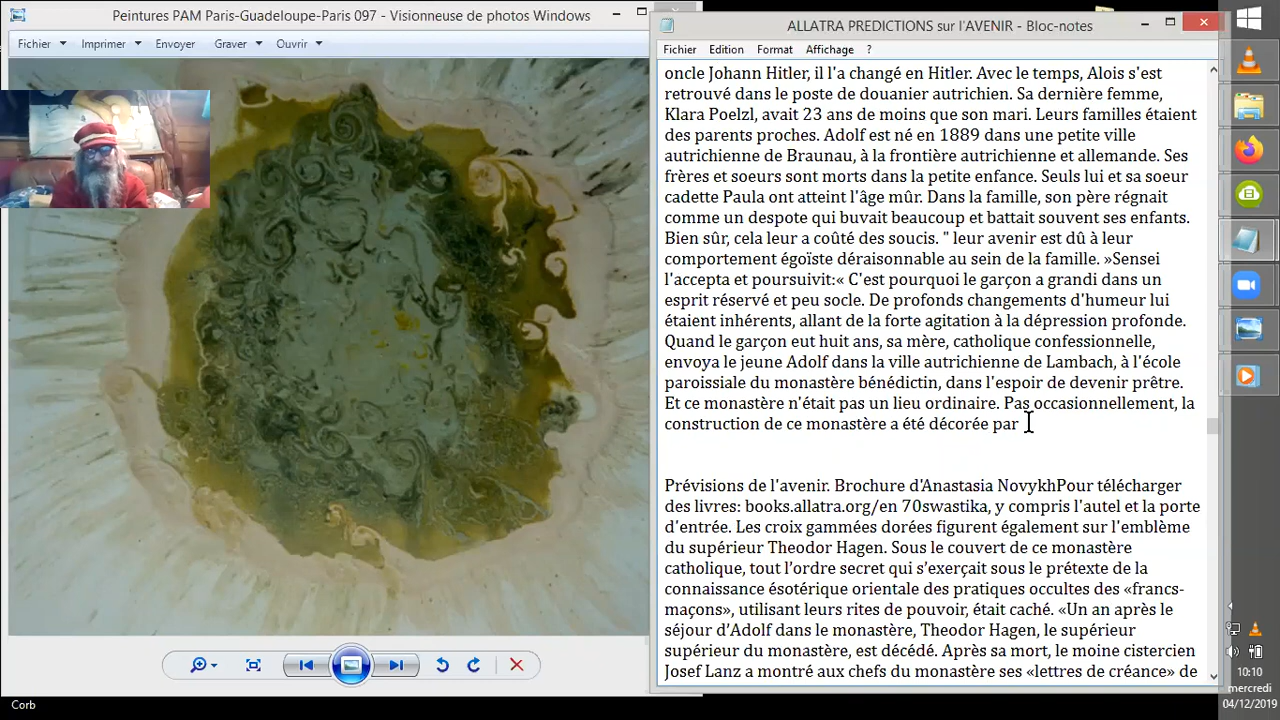 Peintures PAM Paris-Guadeloupe-Paris 097 - Visionneuse de photos Windows
Fichier Imprimer Envoyer Graver Ouvrir
ALLATRA PREDICTIONS sur l'AVENIR - Bloc-notes
Fichier Edition Format Affichage ?
oncle Johann Hitler, il l'a changé en Hitler. Avec le temps, Alois s'est
retrouvé dans le poste de douanier autrichien. Sa dernière femme,
Klara Poelzl, avait 23 ans de moins que son mari. Leurs familles étaient
des parents proches. Adolf est né en 1889 dans une petite ville
autrichienne de Braunau, à la frontière autrichienne et allemande. Ses
frères et soeurs sont morts dans la petite enfance. Seuls lui et sa soeur
cadette Paula ont atteint l'âge mûr. Dans la famille, son père régnait
comme un despote qui buvait beaucoup et battait souvent ses enfants.
Bien sûr, cela leur a coûté des soucis. " leur avenir est dû à leur
comportement égoïste déraisonnable au sein de la famille. »Sensei
l'accepta et poursuivit:« C'est pourquoi le garçon a grandi dans un
esprit réservé et peu socle. De profonds changements d'humeur lui
étaient inhérents, allant de la forte agitation à la dépression profonde.
Quand le garçon eut huit ans, sa mère, catholique confessionnelle,
envoya le jeune Adolf dans la ville autrichienne de Lambach, à l'école
paroissiale du monastère bénédictin, dans l'espoir de devenir prêtre.
Et ce monastère n'était pas un lieu ordinaire. Pas occasionnellement, la
construction de ce monastère a été décorée par
Prévisions de l'avenir. Brochure d'Anastasia NovykhPour télécharger
des livres: books.allatra.org/en 70swastika, y compris l'autel et la porte
d'entrée. Les croix gammées dorées figurent également sur l'emblème
du supérieur Theodor Hagen. Sous le couvert de ce monastère
catholique, tout l’ordre secret qui s’exerçait sous le prétexte de la
connaissance ésotérique orientale des pratiques occultes des «francs-
maçons», utilisant leurs rites de pouvoir, était caché. «Un an après le
séjour d’Adolf dans le monastère, Theodor Hagen, le supérieur
supérieur du monastère, est décédé. Après sa mort, le moine cistercien
Josef Lanz a montré aux chefs du monastère ses «lettres de créance» de
Corb
10:10
mercredi
04/12/2019